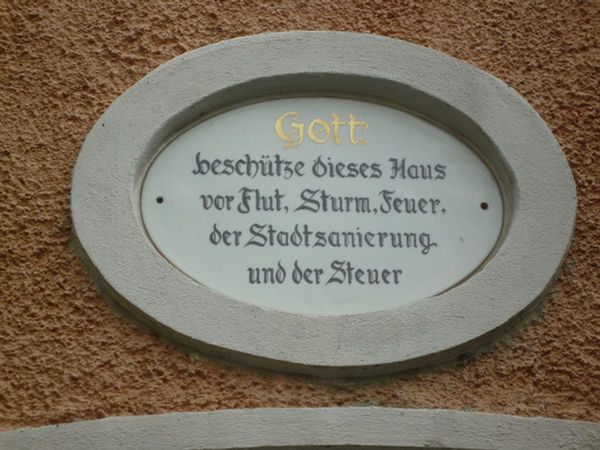 Gott
beschütze dieses Haus
vor Flut, Sturm, Feuer,
der Stadtsanierung
und der Steuer